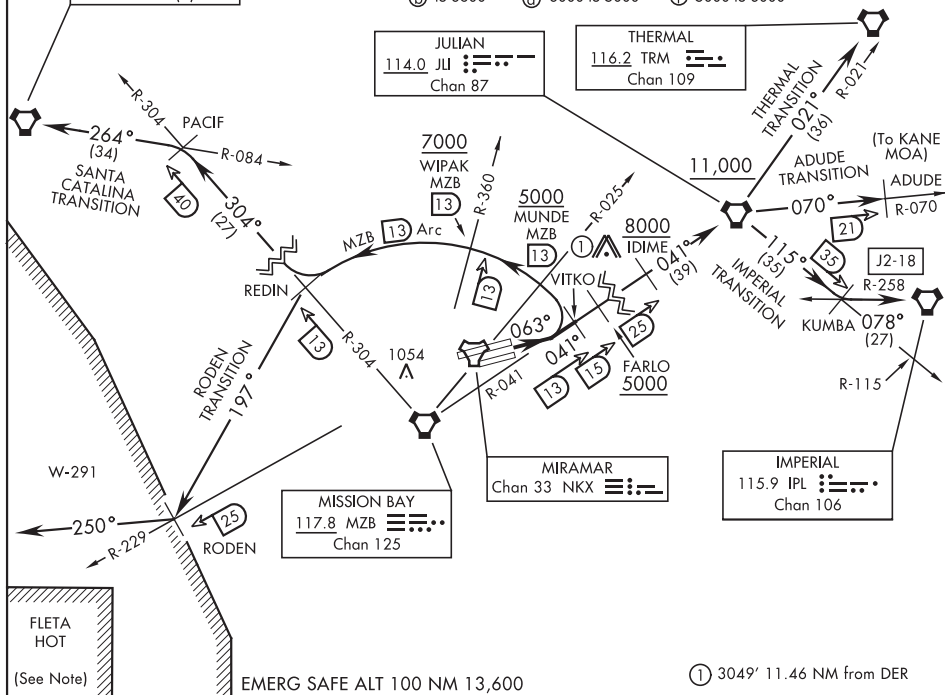 JULIAN
114.0 JLI
Chan 87
THERMAL
116.2 TRM
Chan 109
R-304
PACIF
264°
(34)
R-084
SANTA
CATALINA
TRANSITION
40
304°
(27)
7000
WIPAK
MZB
13
R-360
MZB 13 Arc
5000
MUNDE
MZB
13
R-025
1
8000
IDIME
11,000
THERMAL
TRANSITION
021°
(36)
R-021
(To KANE
MOA)
ADUDE
TRANSITION
ADUDE
070°
R-070
21
115°
(35)
35
IMPERIAL
TRANSITION
J2-18
R-258
KUMBA
078°
(27)
R-115
041°
(39)
VITKO
13
REDIN
13
063°
041°
25
15
13
FARLO
5000
R-041
R-304
1054
RODEN
TRANSITION
197°
W-291
250°
R-229
25
RODEN
MISSION BAY
117.8 MZB
Chan 125
MIRAMAR
Chan 33 NKX
IMPERIAL
115.9 IPL
Chan 106
FLETA
HOT
(See Note)
EMERG SAFE ALT 100 NM 13,600
1 3049' 11.46 NM from DER